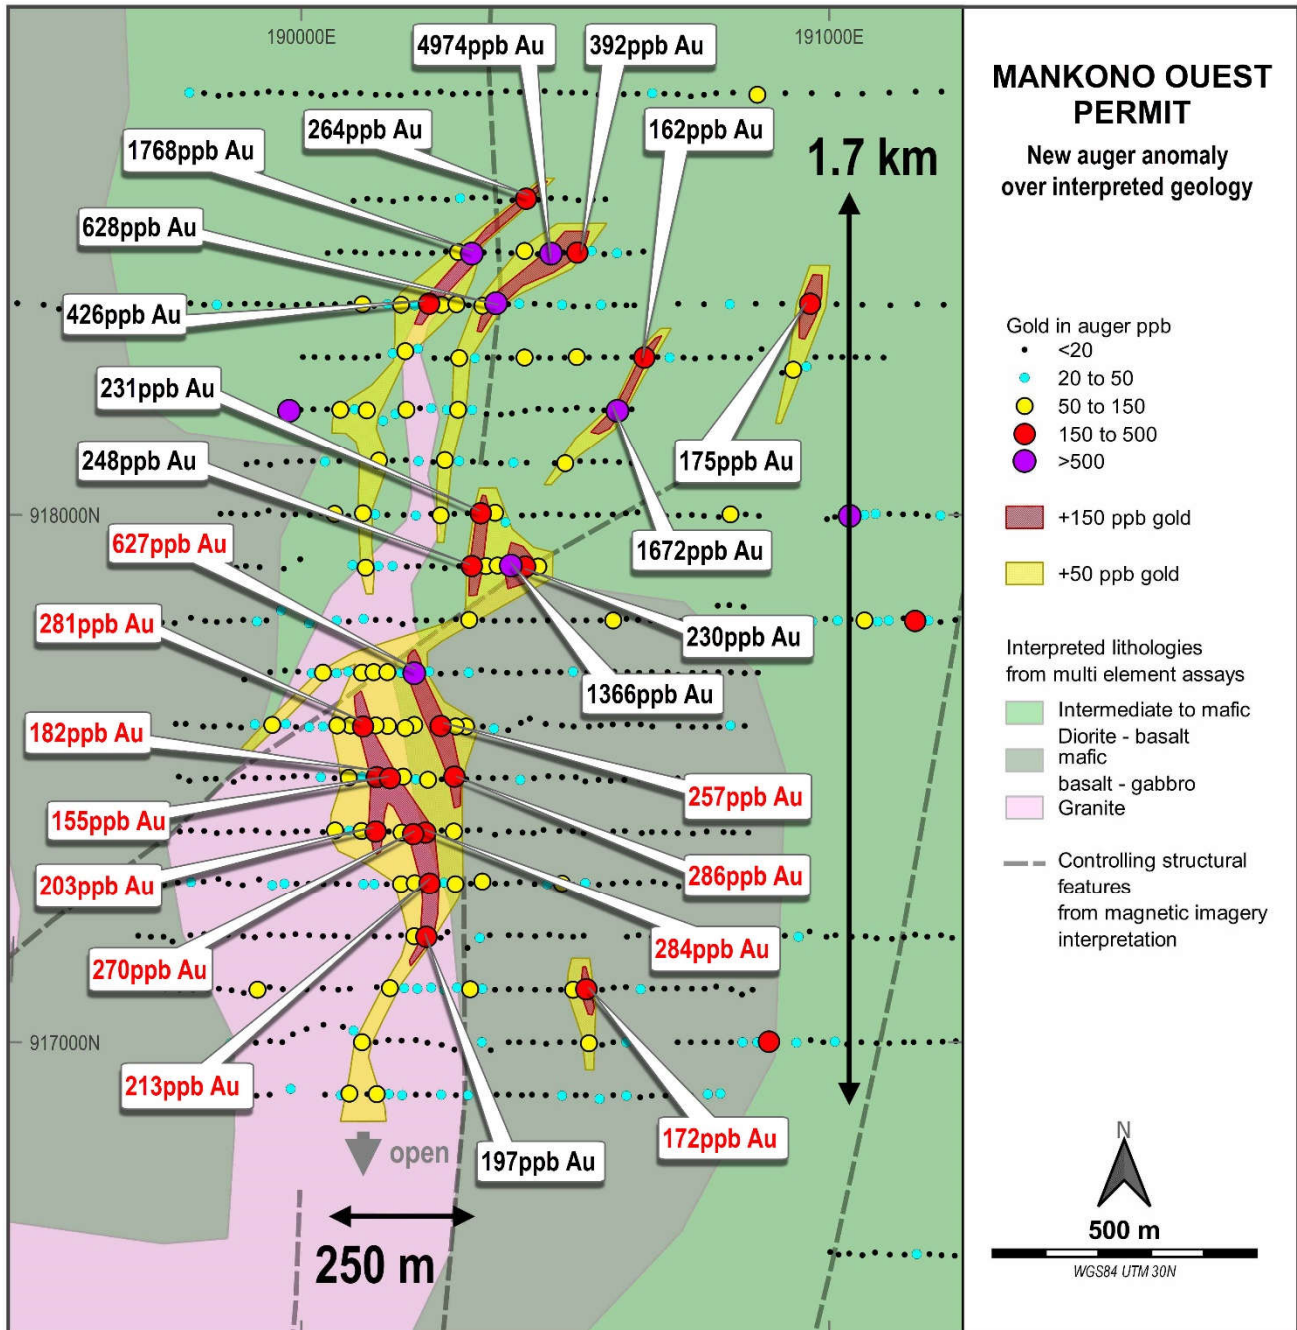 190000E
191000E
4974ppb Au
392ppb Au
264ppb Au
162ppb Au
1768ppb Au
1.7 km
628ppb Au
426ppb Au
231ppb Au
248ppb Au
175ppb Au
918000N
627ppb Au
1672ppb Au
281ppb Au
230ppb Au
1366ppb Au
182ppb Au
257ppb Au
155ppb Au
203ppb Au
286ppb Au
270ppb Au
284ppb Au
917000N
213ppb Au
172ppb Au
open
197ppb Au
250 m
MANKONO OUEST
PERMIT
New auger anomaly
over interpreted geology
Gold in auger ppb
<20
20 to 50
50 to 150
150 to 500
>500
+150 ppb gold
+50 ppb gold
Interpreted lithologies
from multi element assays
Intermediate to mafic
Diorite - basalt
mafic
basalt - gabbro
Granite
Controlling structural
features
from magnetic imagery
interpretation
N
500 m
WGS84 UTM 30N